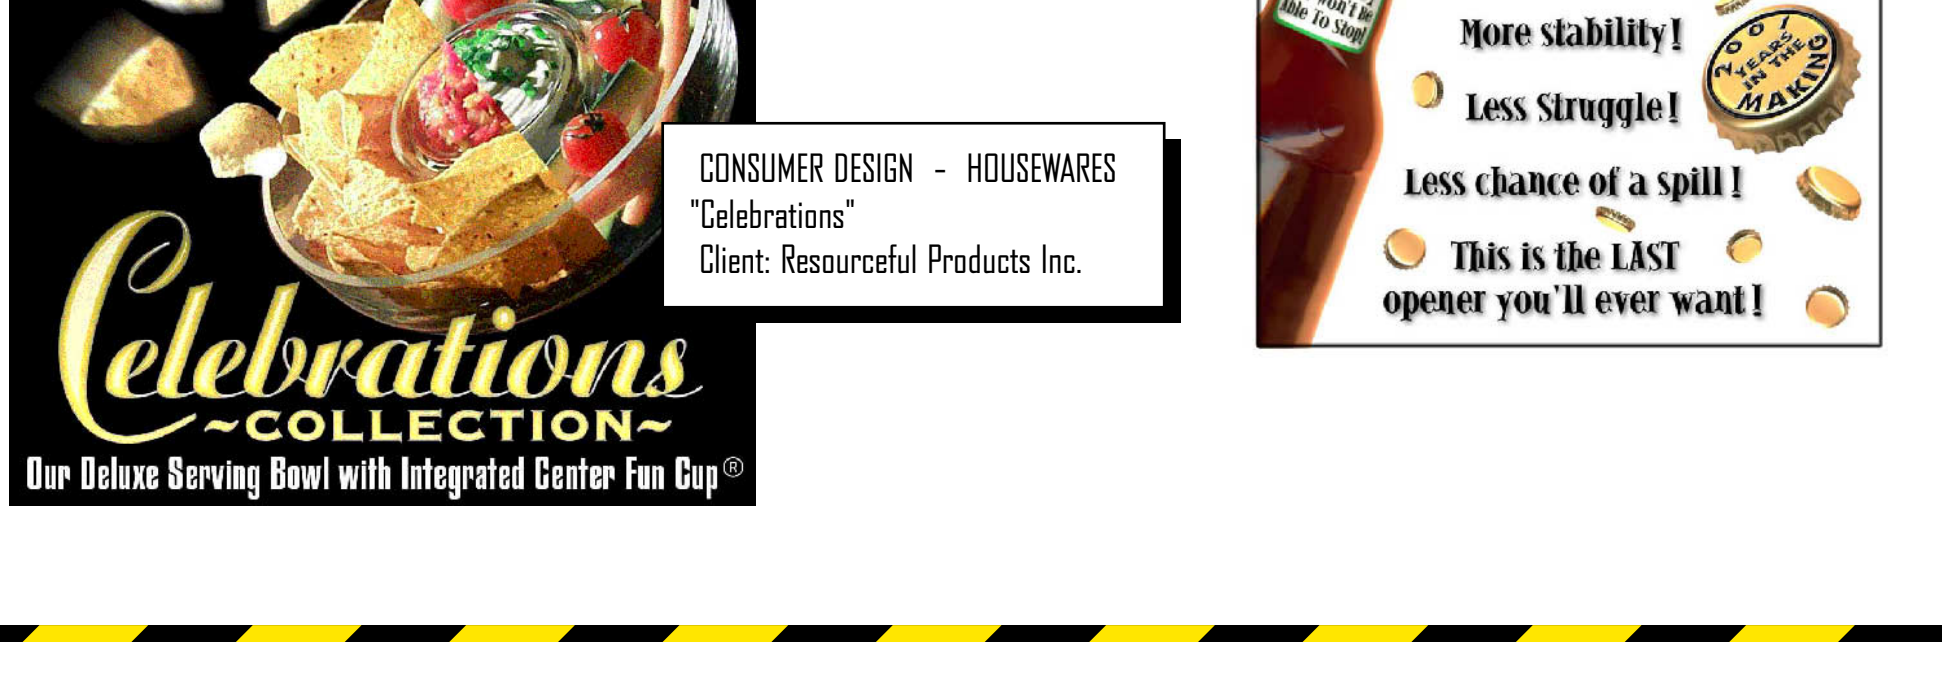 CONSUMER DESIGN - HOUSEWARES
"Celebrations"
Client: Resourceful Products Inc.
Celebrations
~COLLECTION~
Our Deluxe Serving Bowl with Integrated Center Fun Cup®
Won't Be
Able To Stop!
More stability!
Less Struggle!
Less chance of a spill!
This is the LAST
opener you'll ever want!
2001
YEARS
IN THE
MAKING